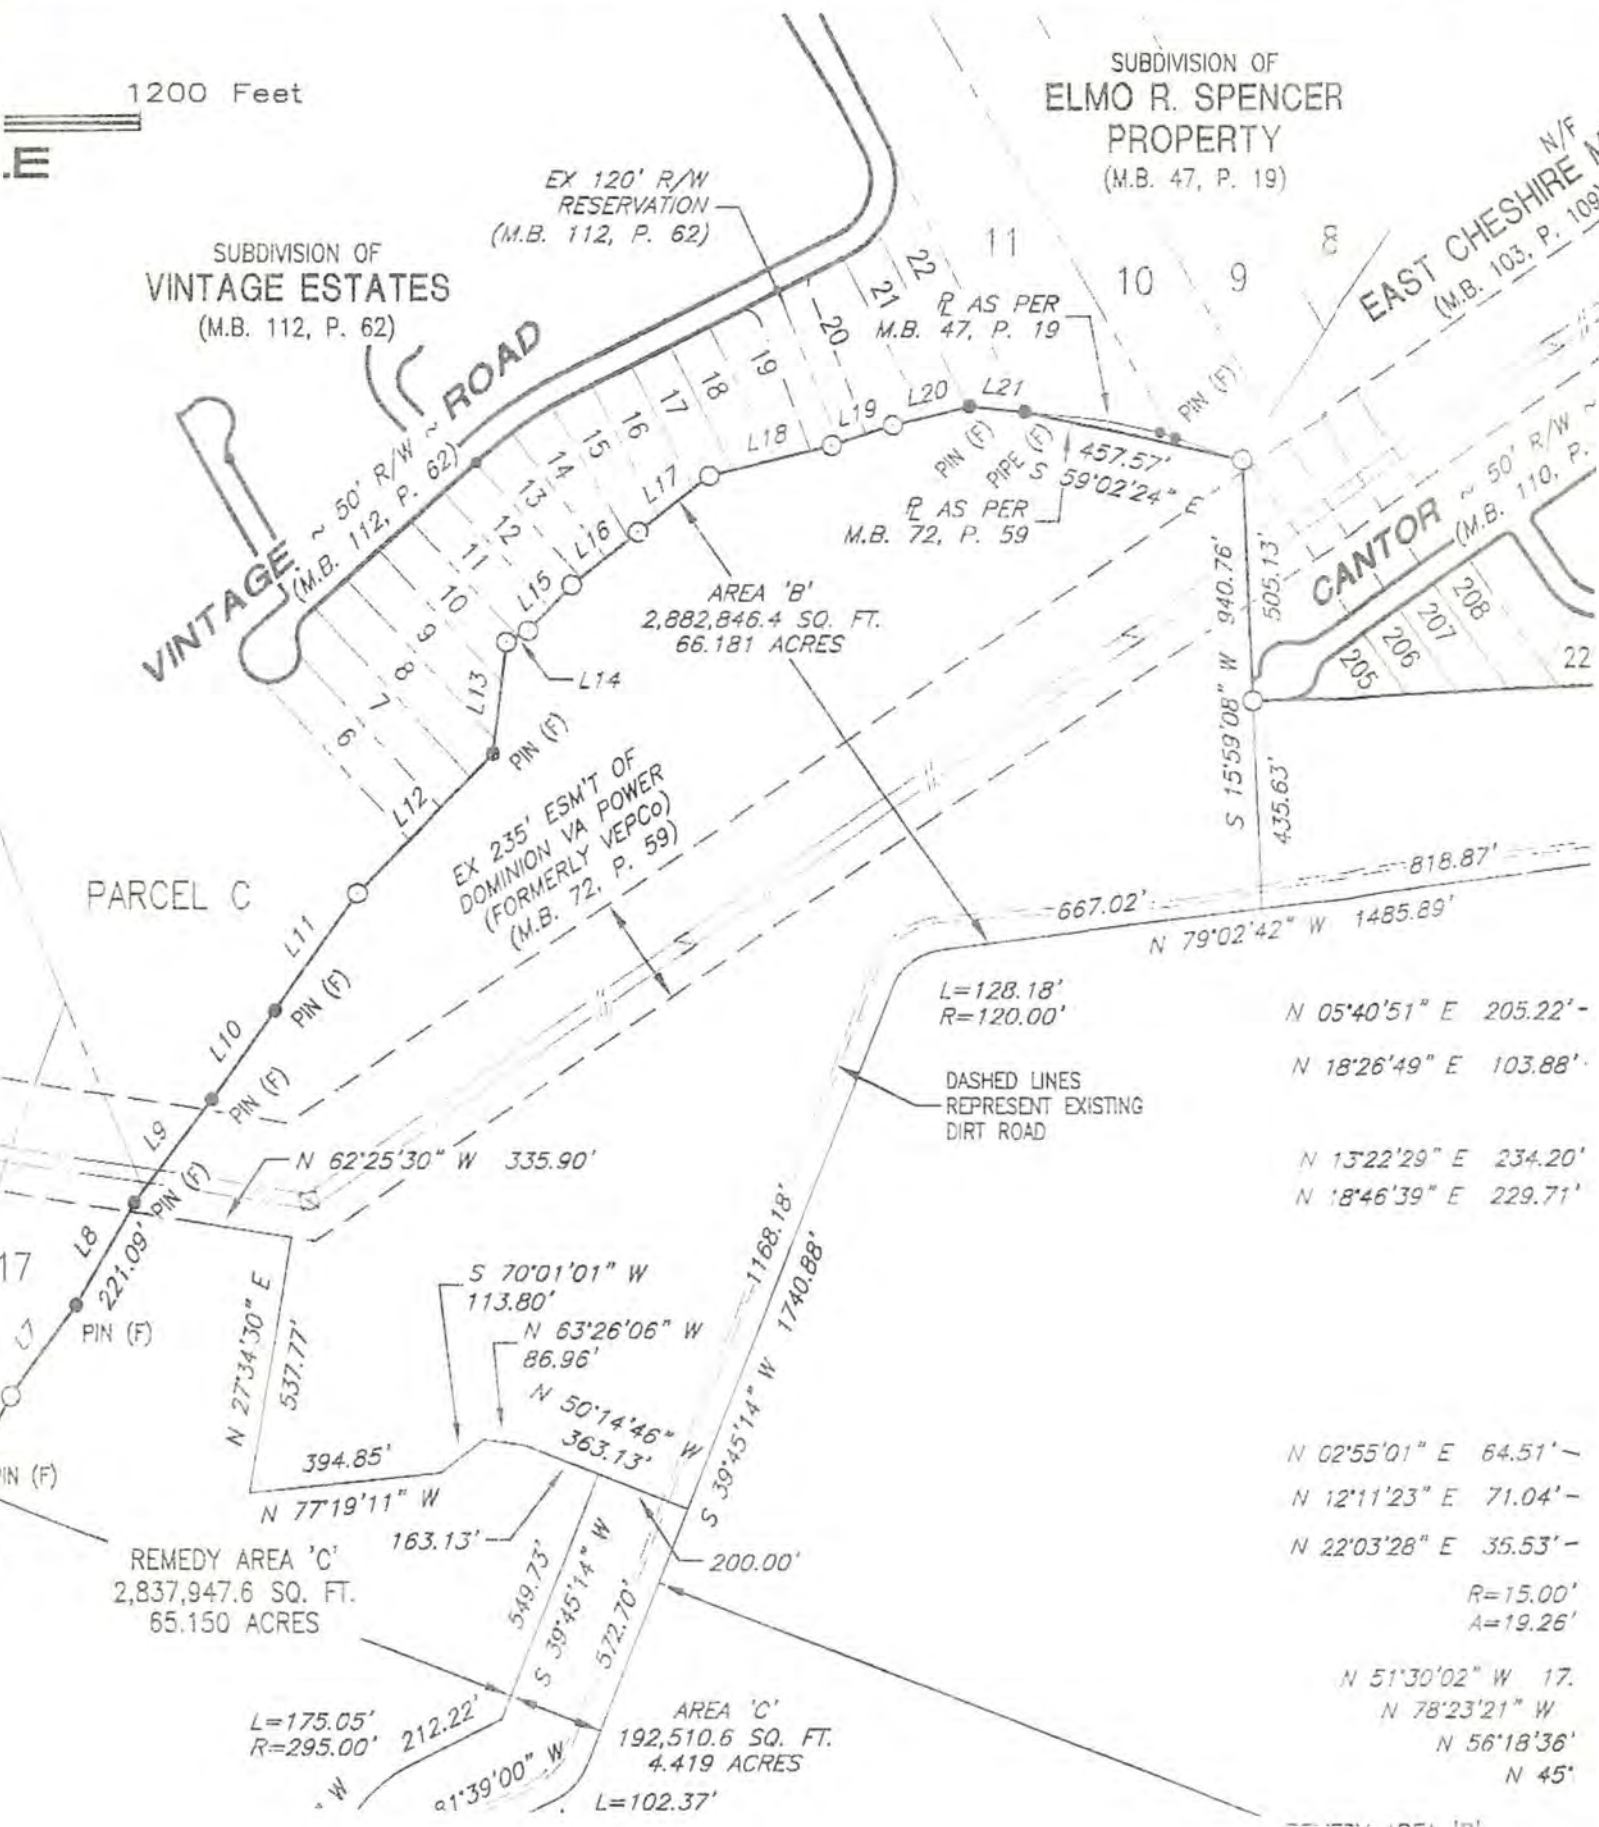 1200 Feet
.E
SUBDIVISION OF
ELMO R. SPENCER
PROPERTY
(M.B. 47, P. 19)
N/F
EAST CHESHIRE
(M.B. 103, P. 109)
EX 120' R/W
RESERVATION
(M.B. 112, P. 62)
SUBDIVISION OF
VINTAGE ESTATES
(M.B. 112, P. 62)
VINTAGE ROAD
~ 50' R/W ~
(M.B. 112, P. 62)
11
10
9
8
22
21
20
19
18
17
16
15
14
13
12
11
10
9
8
7
6
℄ AS PER
M.B. 47, P. 19
L21
L20
L19
L18
L17
L16
L15
L14
L13
L12
L11
L10
L9
L8
L7
PIN (F)
PIN (F)
PIPE (F)
457.57'
S 59°02'24" E
℄ AS PER
M.B. 72, P. 59
CANTOR
~ 50' R/W ~
(M.B. 110, P.
208
207
206
205
22
S 15°59'08" W 940.76'
505.13'
435.63'
AREA 'B'
2,882,846.4 SQ. FT.
66.181 ACRES
PIN (F)
EX 235' ESM'T OF
DOMINION VA POWER
(FORMERLY VEPCo)
(M.B. 72, P. 59)
PARCEL C
818.87'
667.02'
N 79°02'42" W 1485.89'
L=128.18'
R=120.00'
PIN (F)
PIN (F)
PIN (F)
DASHED LINES
REPRESENT EXISTING
DIRT ROAD
N 05°40'51" E 205.22'
N 18°26'49" E 103.88'
N 13°22'29" E 234.20'
N 18°46'39" E 229.71'
N 62°25'30" W 335.90'
221.09'
17
PIN (F)
N 27°34'30" E
537.77'
S 70°01'01" W
113.80'
N 63°26'06" W
86.96'
N 50°14'46" W
363.13'
1168.18'
1740.88'
S 39°45'14" W
394.85'
N 77°19'11" W
163.13'
200.00'
IN (F)
REMEDY AREA 'C'
2,837,947.6 SQ. FT.
65.150 ACRES
549.73'
S 39°45'14" W
572.70'
N 02°55'01" E 64.51'
N 12°11'23" E 71.04'
N 22°03'28" E 35.53'
R=15.00'
A=19.26'
N 51°30'02" W 17.
N 78°23'21" W
N 56°18'36"
N 45°
L=175.05'
R=295.00'
212.22'
AREA 'C'
192,510.6 SQ. FT.
4.419 ACRES
W
81°39'00" W
L=102.37'